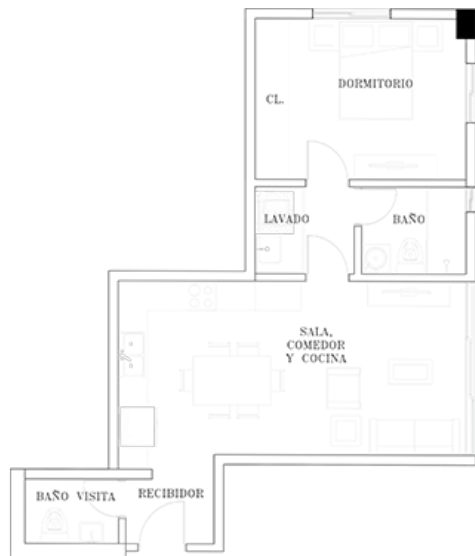 DORMITORIO
CL.
LAVADO
BAÑO
SALA,
COMEDOR
Y COCINA
BAÑO VISITA
RECIBIDOR